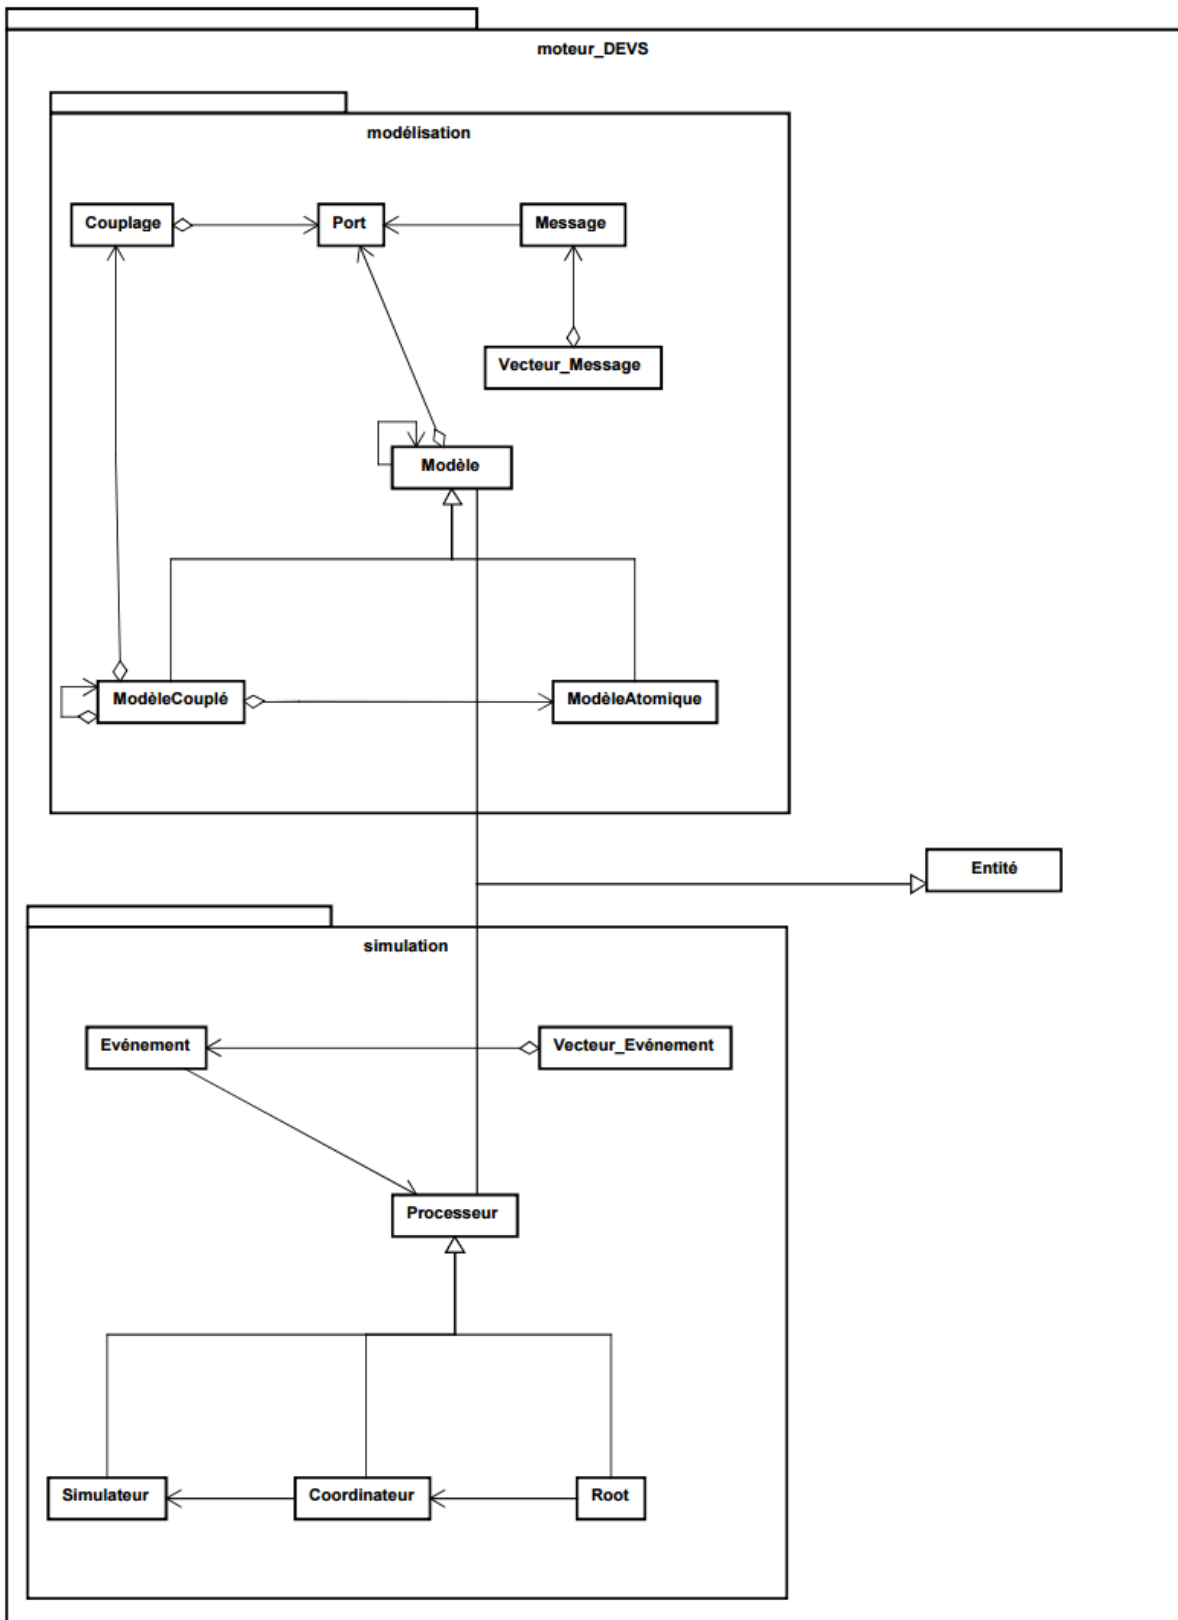 moteur_DEVS
modélisation
Couplage
Port
Message
Vecteur_Message
Modèle
ModèleCouplé
ModèleAtomique
Entité
simulation
Evénement
Vecteur_Evénement
Processeur
Simulateur
Coordinateur
Root